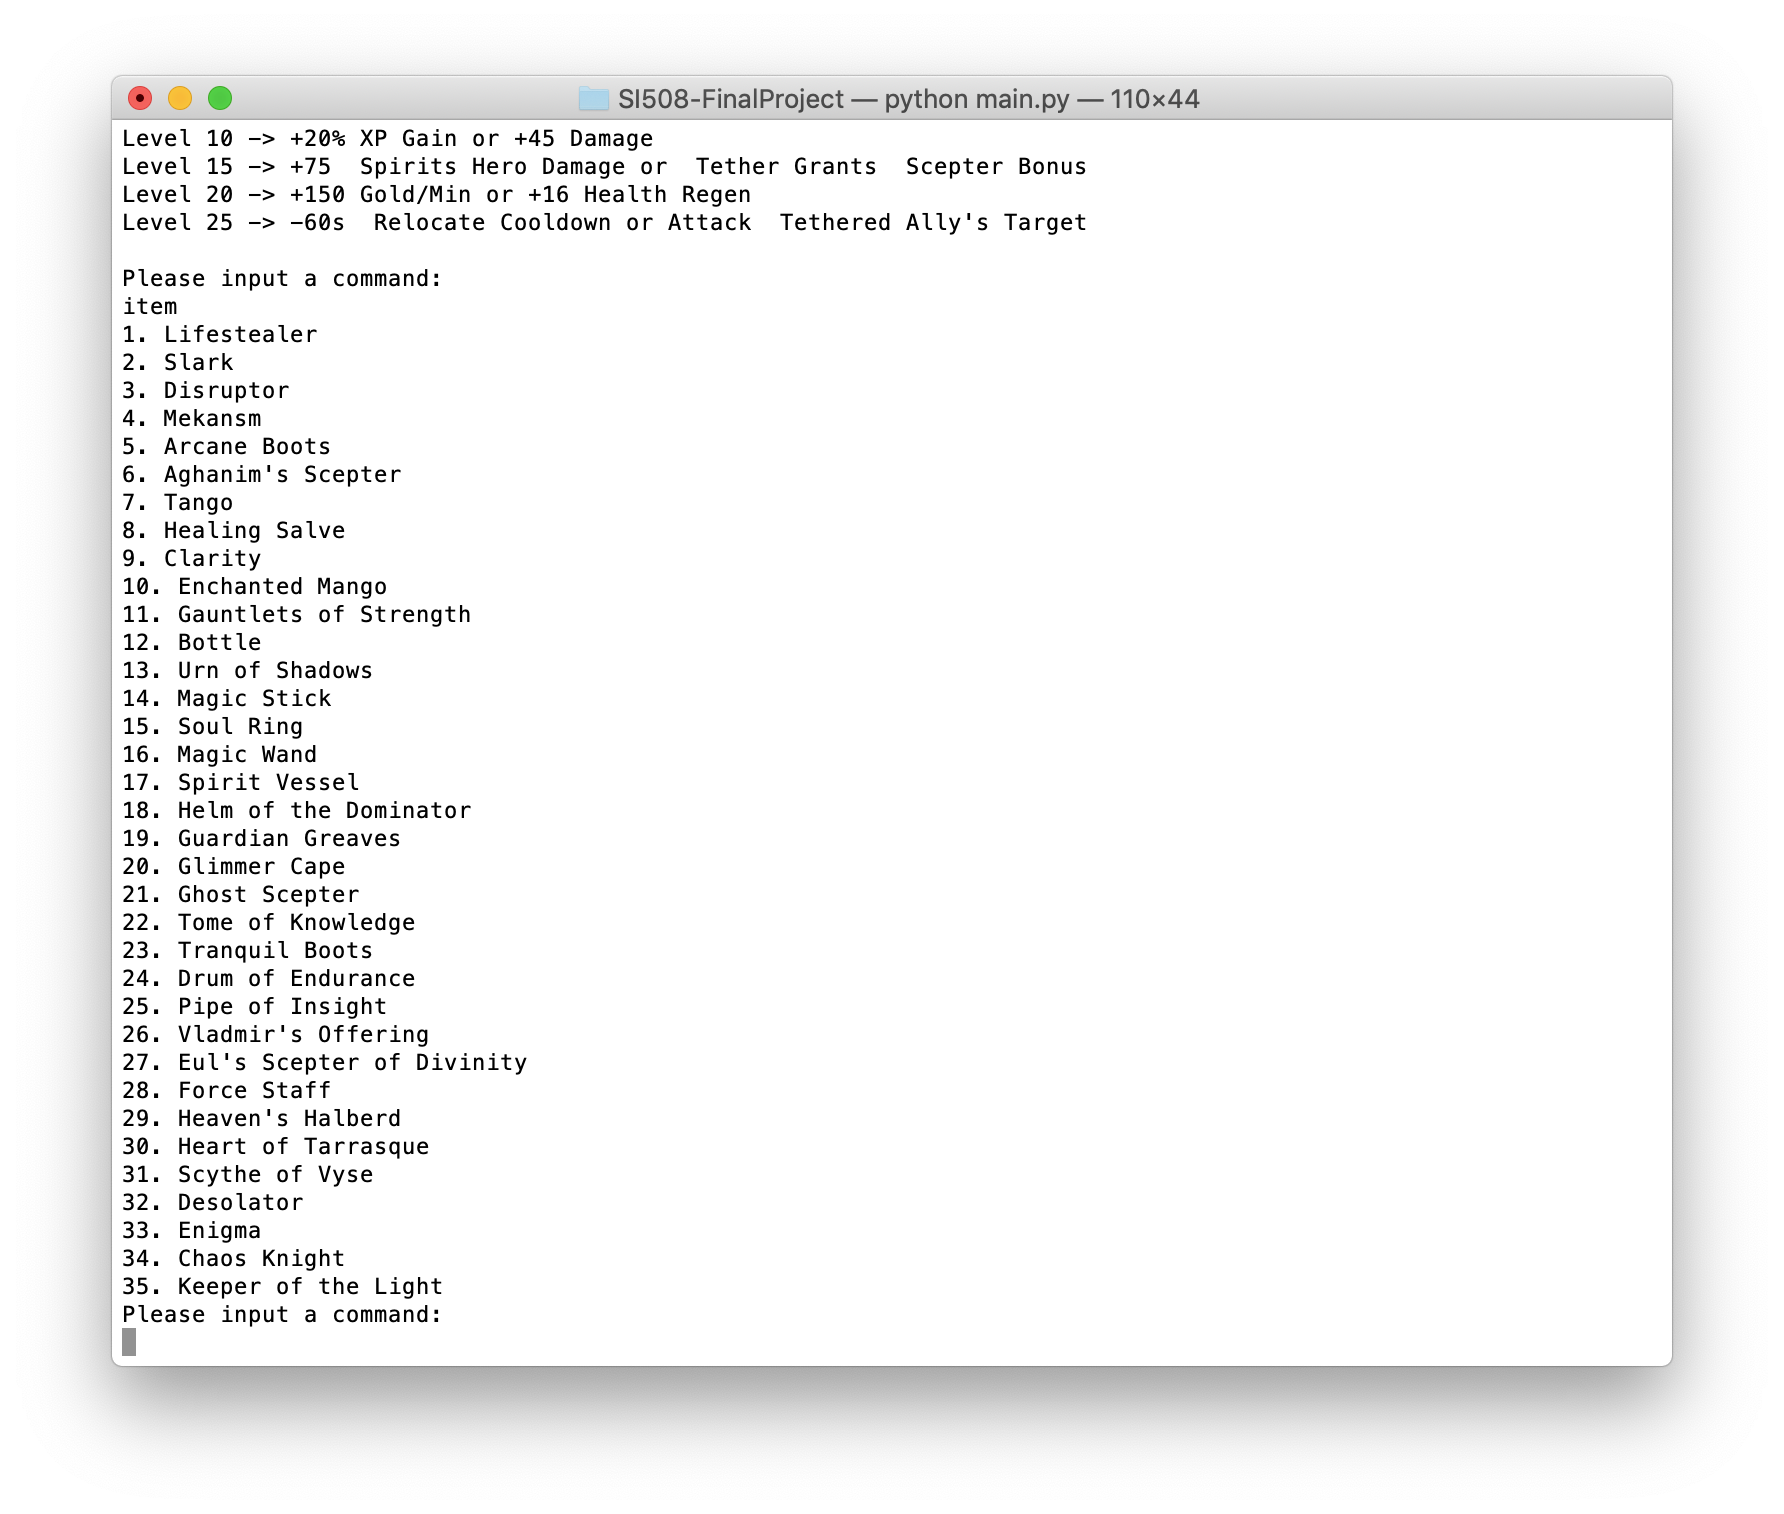 SI508-FinalProject — python main.py — 110×44
Level 10 -> +20% XP Gain or +45 Damage
Level 15 -> +75  Spirits Hero Damage or  Tether Grants  Scepter Bonus
Level 20 -> +150 Gold/Min or +16 Health Regen
Level 25 -> -60s  Relocate Cooldown or Attack  Tethered Ally's Target
Please input a command:
item
1. Lifestealer
2. Slark
3. Disruptor
4. Mekansm
5. Arcane Boots
6. Aghanim's Scepter
7. Tango
8. Healing Salve
9. Clarity
10. Enchanted Mango
11. Gauntlets of Strength
12. Bottle
13. Urn of Shadows
14. Magic Stick
15. Soul Ring
16. Magic Wand
17. Spirit Vessel
18. Helm of the Dominator
19. Guardian Greaves
20. Glimmer Cape
21. Ghost Scepter
22. Tome of Knowledge
23. Tranquil Boots
24. Drum of Endurance
25. Pipe of Insight
26. Vladmir's Offering
27. Eul's Scepter of Divinity
28. Force Staff
29. Heaven's Halberd
30. Heart of Tarrasque
31. Scythe of Vyse
32. Desolator
33. Enigma
34. Chaos Knight
35. Keeper of the Light
Please input a command: